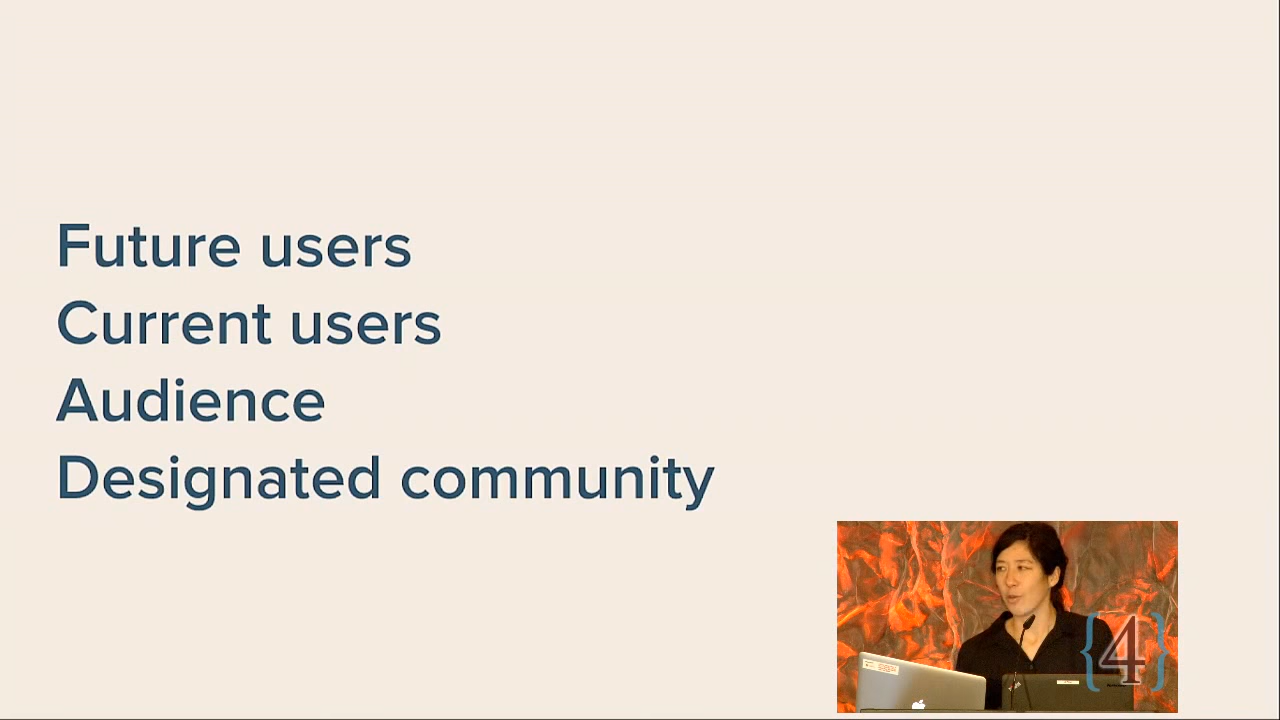 Future users
Current users
Audience
Designated community
{4}